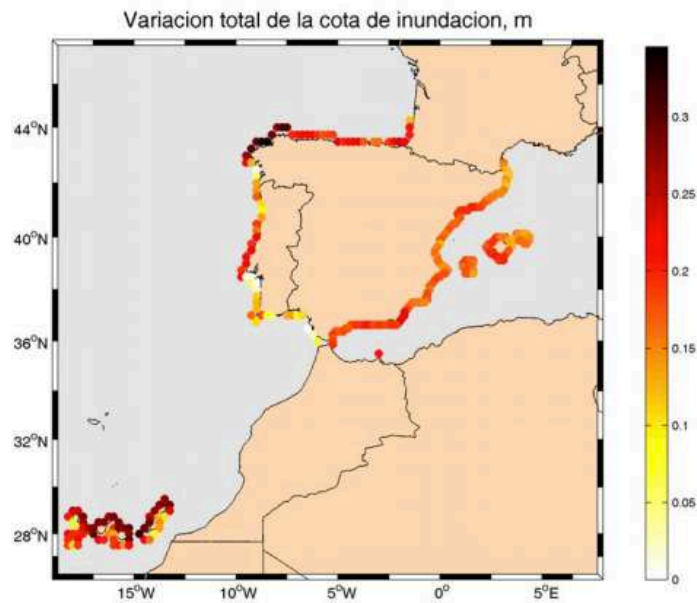 Variacion total de la cota de inundacion, m
44°N
40°N
36°N
32°N
28°N
15°W
10°W
5°W
0°
5°E
0.3
0.25
0.2
0.15
0.1
0.05
0